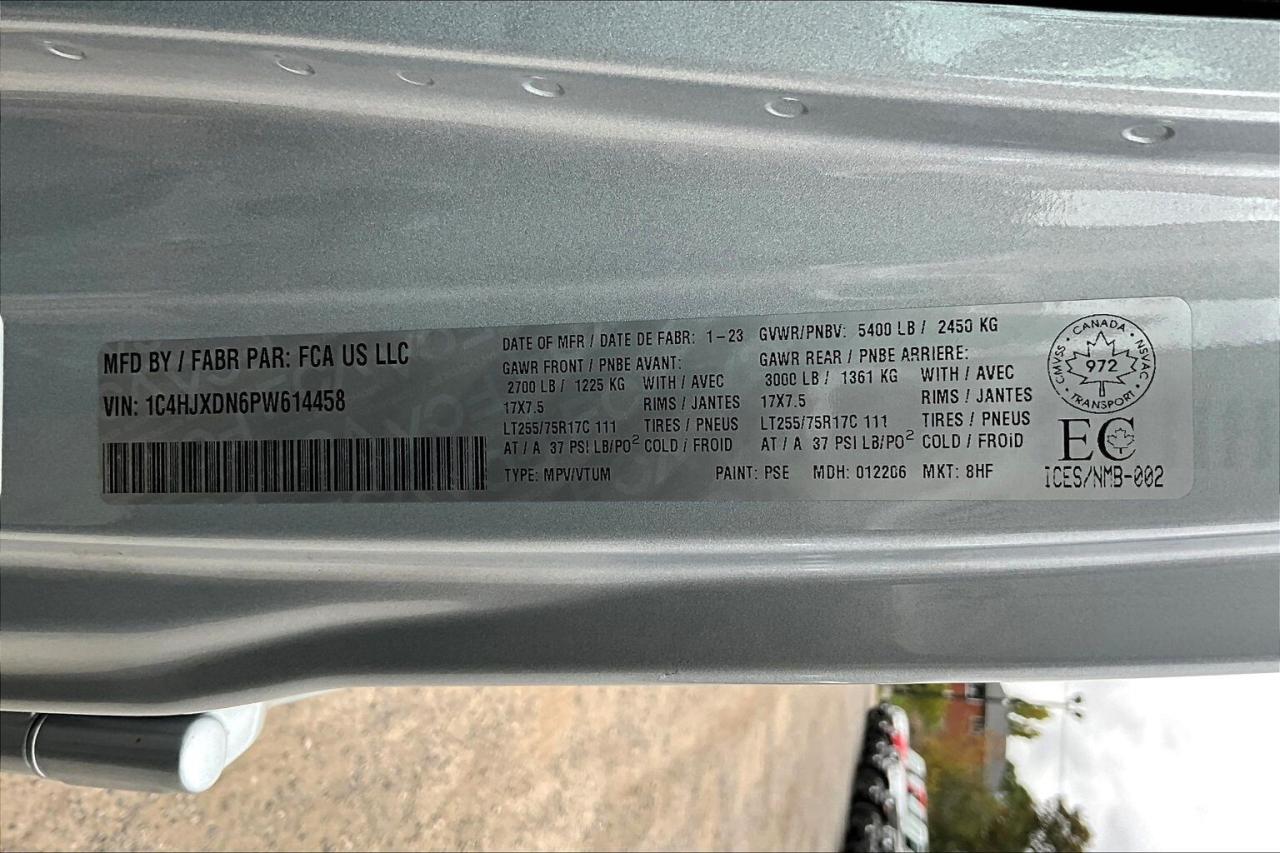 MFD BY / FABR PAR: FCA US LLC
VIN: 1C4HJXDN6PW614458
DATE OF MFR / DATE DE FABR: 1-23
GVWR/PNBV: 5400 LB / 2450 KG
GAWR FRONT / PNBE AVANT:
2700 LB / 1225 KG WITH / AVEC
17X7.5 RIMS / JANTES
LT255/75R17C 111 TIRES / PNEUS
AT / A 37 PSI LB/PO² COLD / FROID
GAWR REAR / PNBE ARRIERE:
3000 LB / 1361 KG WITH / AVEC
17X7.5 RIMS / JANTES
LT255/75R17C 111 TIRES / PNEUS
AT / A 37 PSI LB/PO² COLD / FROID
TYPE: MPV/VTUM PAINT: PSE MDH: 012206 MKT: 8HF
CANADA
CMVSS 972 NSVAC
TRANSPORT
EC
ICES/NMB-002